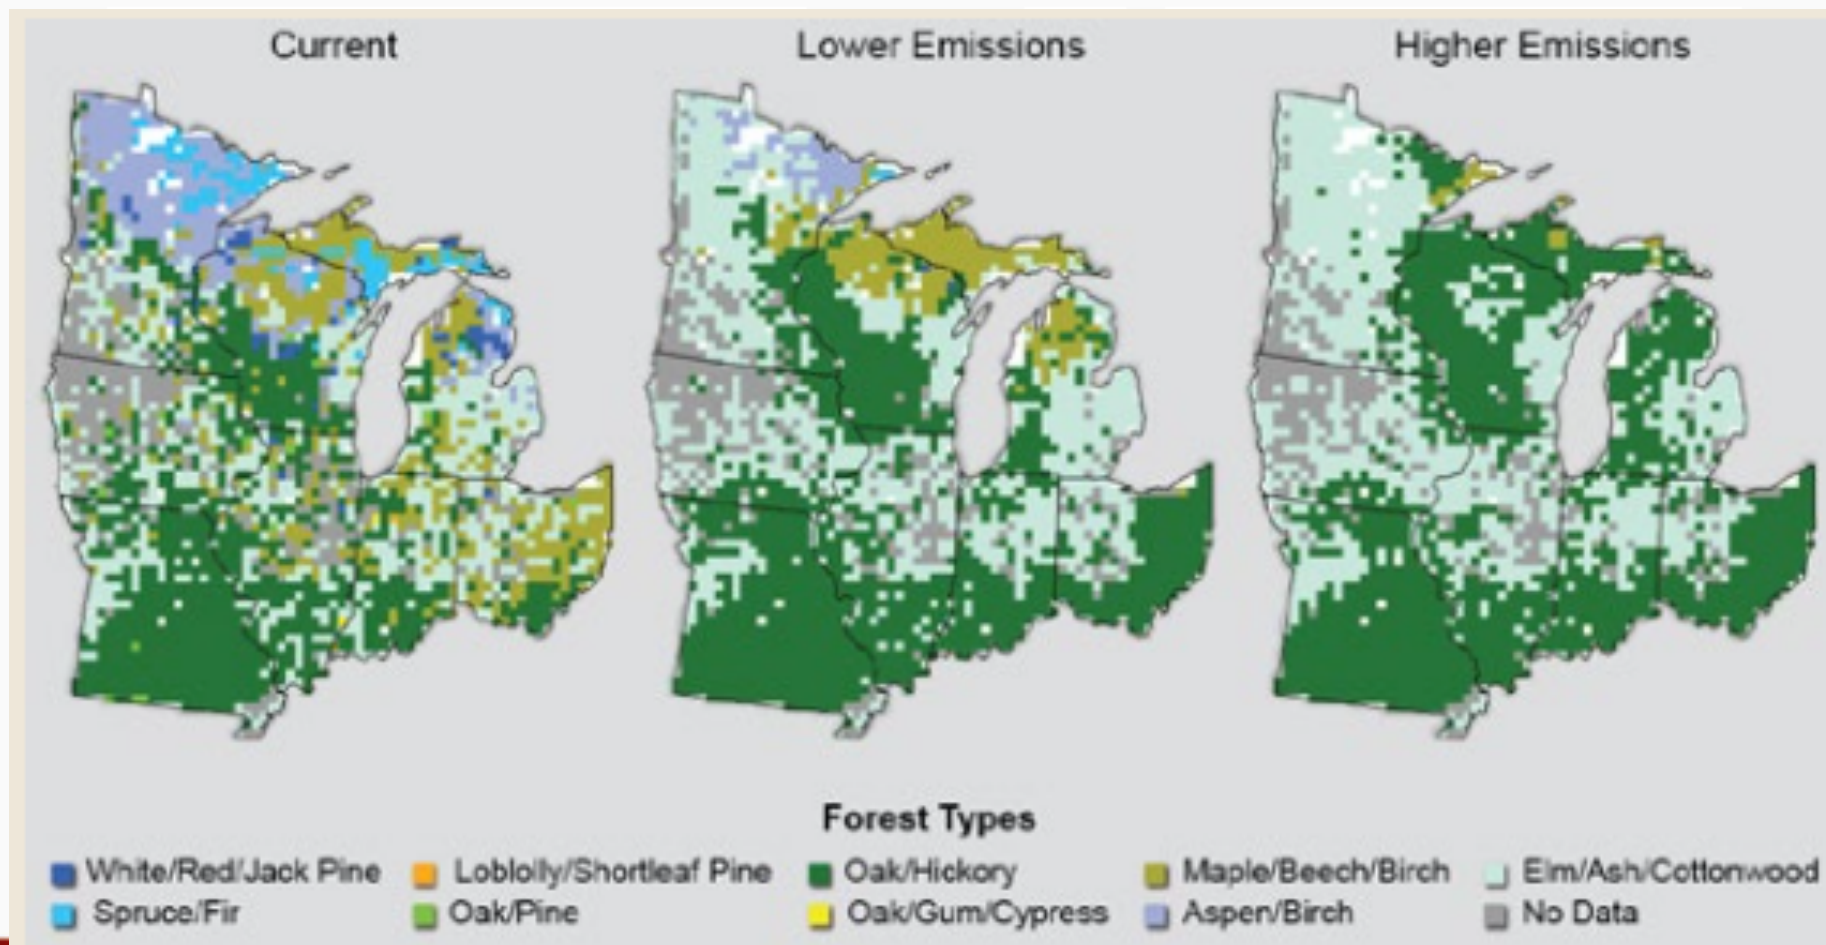 Current Lower Emissions Higher Emissions
Forest Types
White/Red/Jack Pine Loblolly/Shortleaf Pine Oak/Hickory Maple/Beech/Birch Elm/Ash/Cottonwood
Spruce/Fir Oak/Pine Oak/Gum/Cypress Aspen/Birch No Data